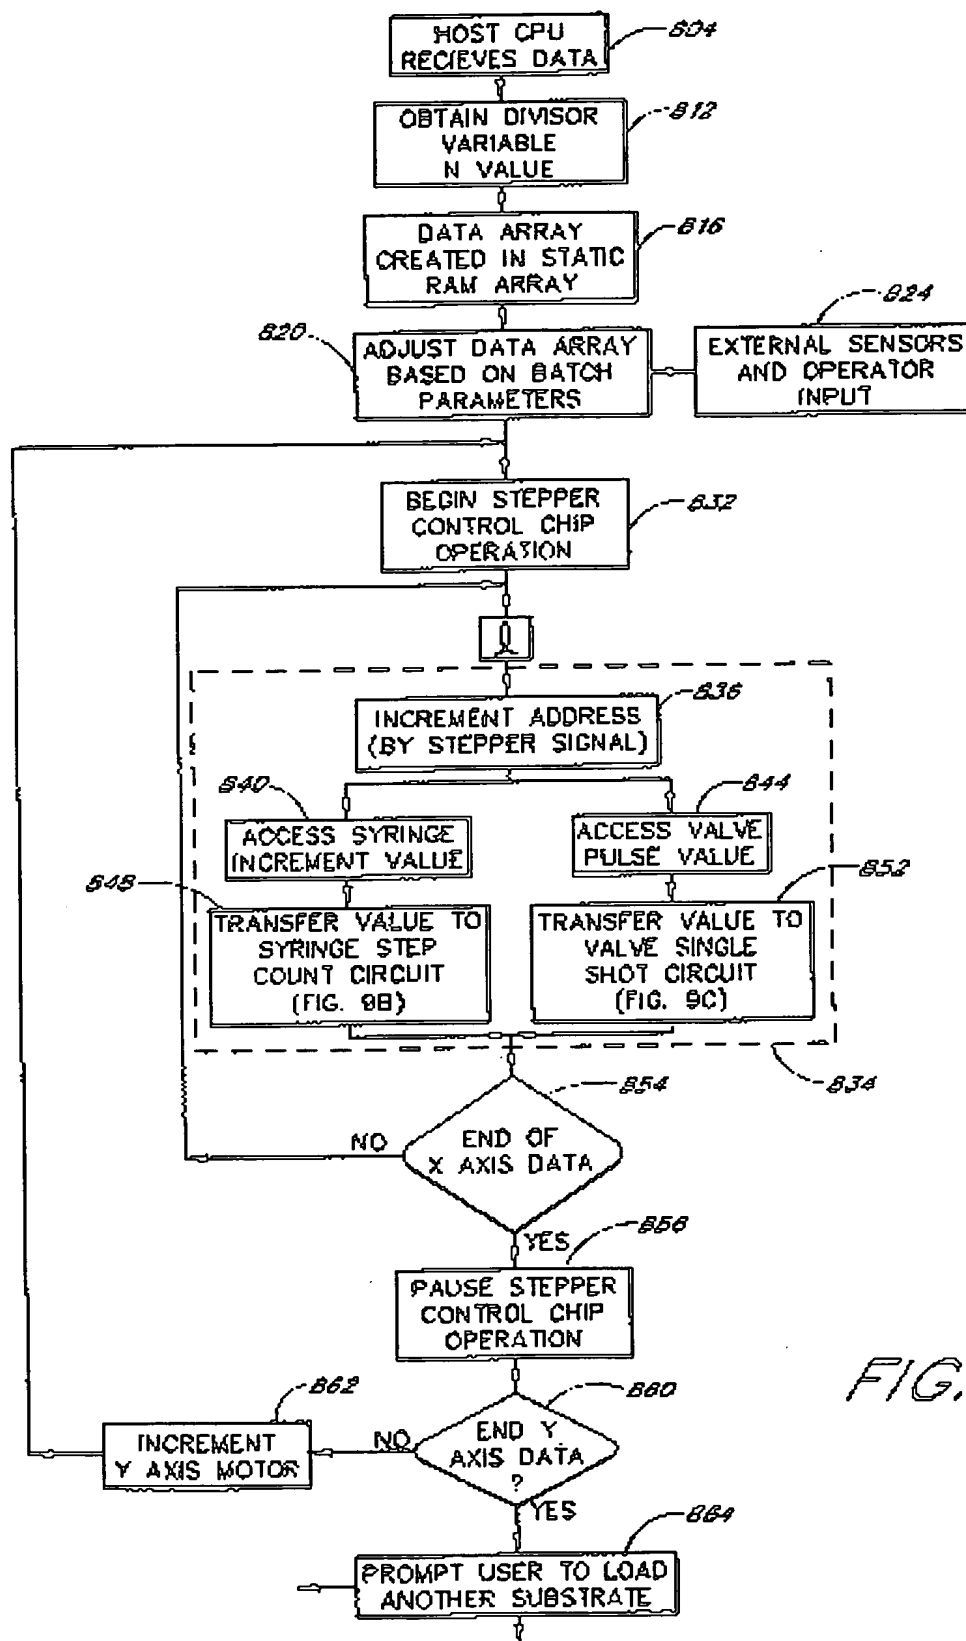 HOST CPU
RECIEVES DATA
804
OBTAIN DIVISOR
VARIABLE
N VALUE
812
DATA ARRAY
CREATED IN STATIC
RAM ARRAY
816
820
ADJUST DATA ARRAY
BASED ON BATCH
PARAMETERS
824
EXTERNAL SENSORS
AND OPERATOR
INPUT
BEGIN STEPPER
CONTROL CHIP
OPERATION
832
836
INCREMENT ADDRESS
(BY STEPPER SIGNAL)
840
ACCESS SYRINGE
INCREMENT VALUE
844
ACCESS VALVE
PULSE VALUE
848
TRANSFER VALUE TO
SYRINGE STEP
COUNT CIRCUIT
(FIG. 9B)
852
TRANSFER VALUE TO
VALVE SINGLE
SHOT CIRCUIT
(FIG. 9C)
834
854
END OF
X AXIS DATA
NO
YES
856
PAUSE STEPPER
CONTROL CHIP
OPERATION
FIG.
860
END Y
AXIS DATA
?
NO
YES
862
INCREMENT
Y AXIS MOTOR
864
PROMPT USER TO LOAD
ANOTHER SUBSTRATE